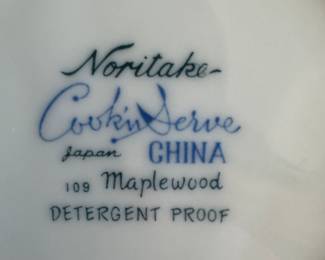 Noritake
Cook'n Serve
Japan CHINA
109 Maplewood
DETERGENT PROOF